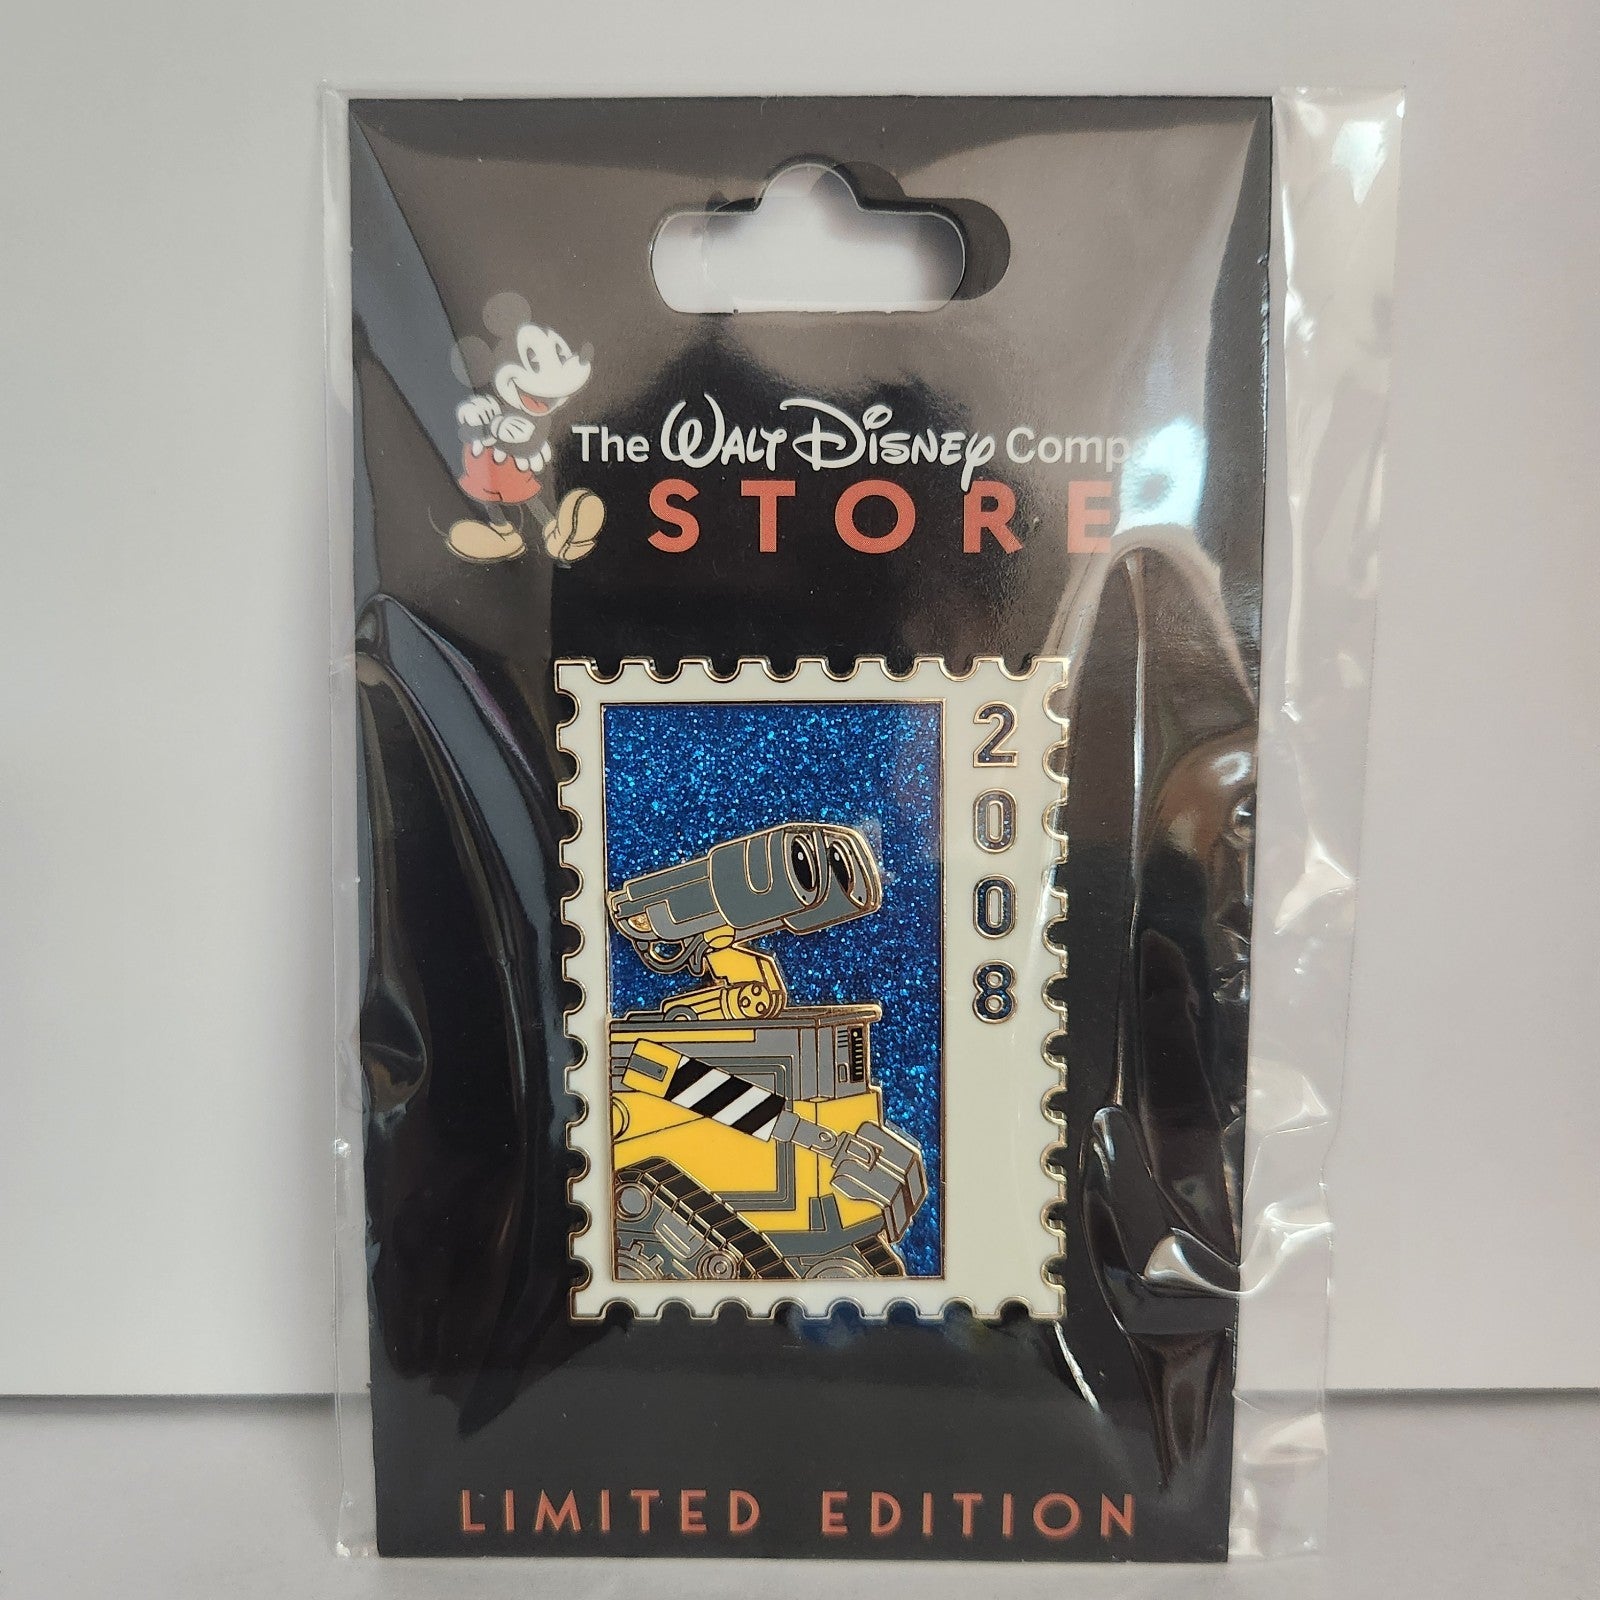 The Walt Disney Comp
STORE
2008
LIMITED EDITION